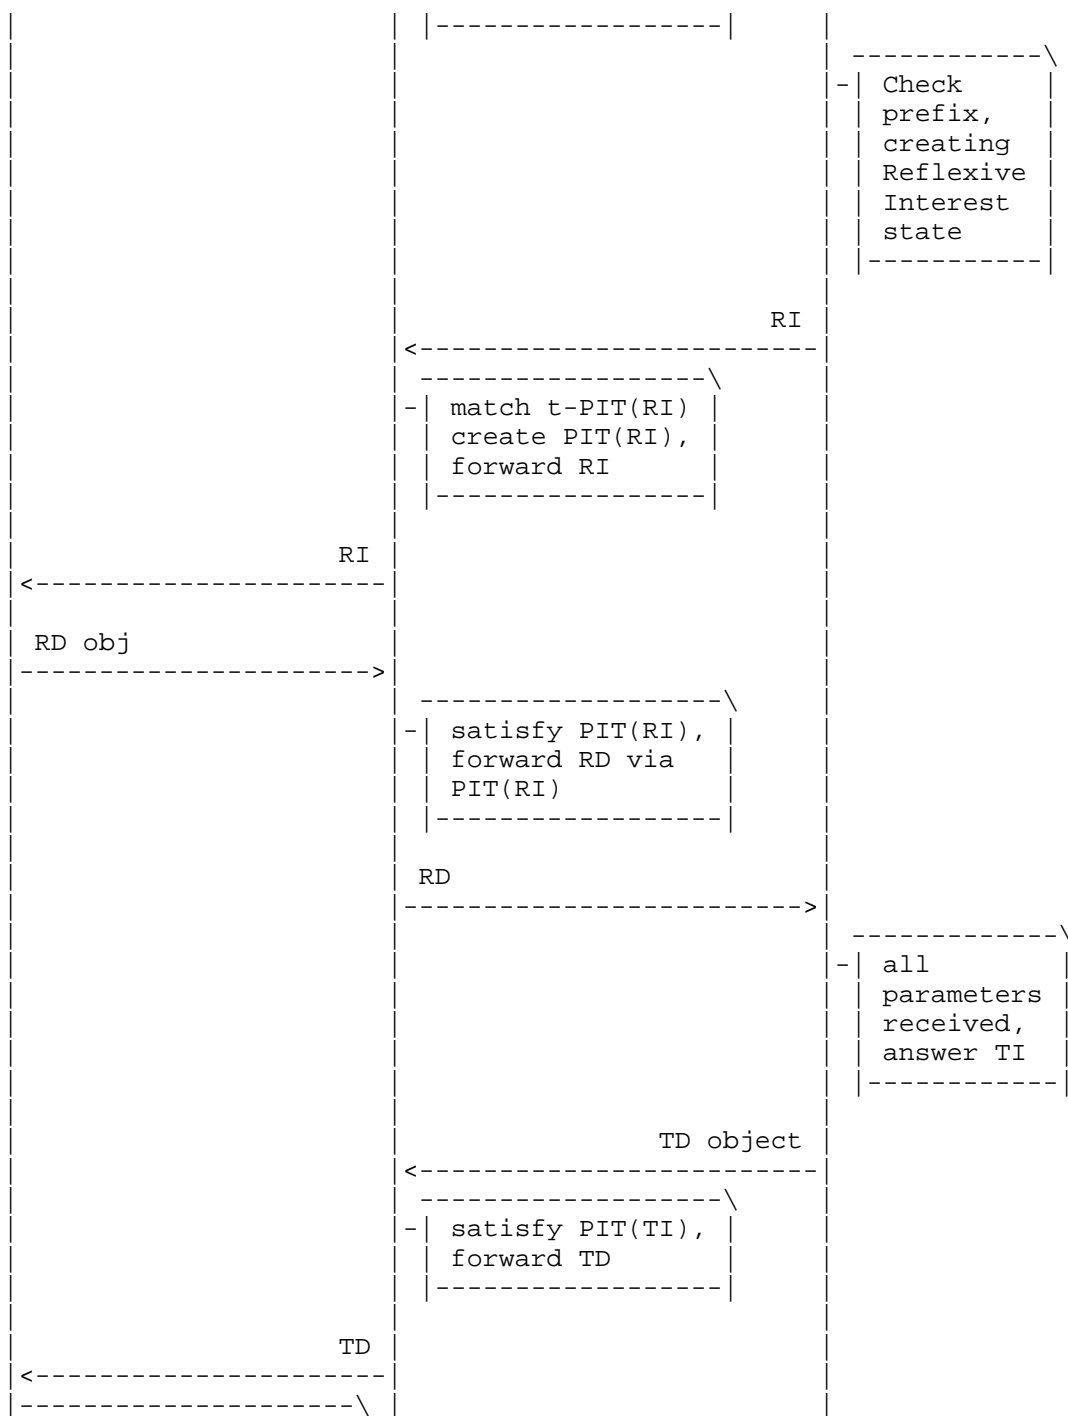 Check
prefix,
creating
Reflexive
Interest
state
RI
match t-PIT(RI)
create PIT(RI),
forward RI
RI
RD obj
satisfy PIT(RI),
forward RD via
PIT(RI)
RD
all
parameters
received,
answer TI
TD object
satisfy PIT(TI),
forward TD
TD